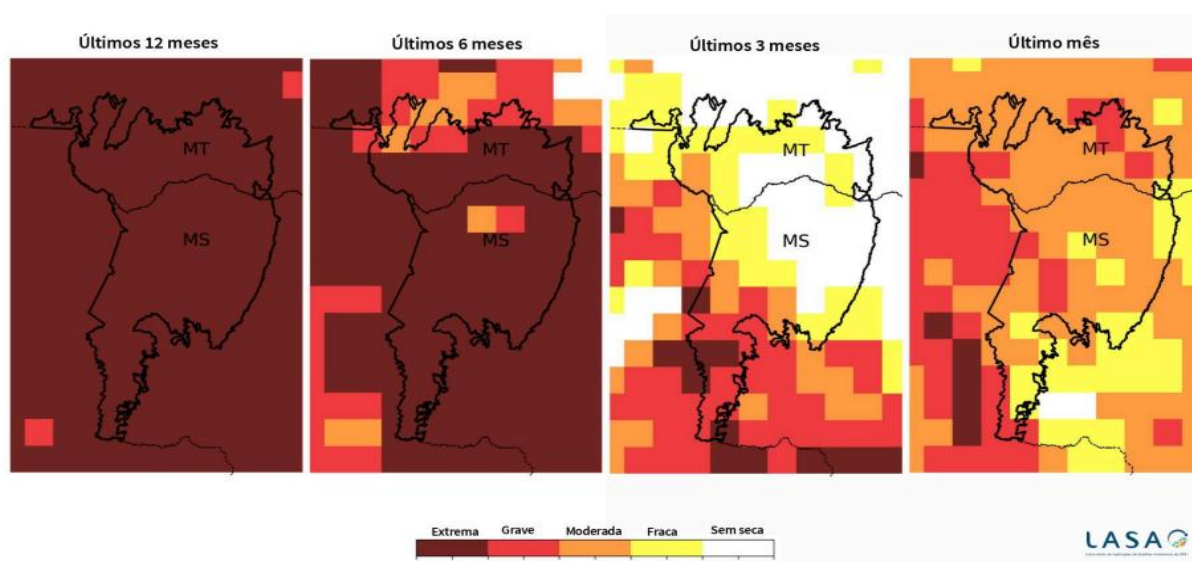 Últimos 12 meses
Últimos 6 meses
Últimos 3 meses
Último mês
MT
MS
MT
MS
MT
MS
MT
MS
Extrema Grave Moderada Fraca Sem seca
LASA